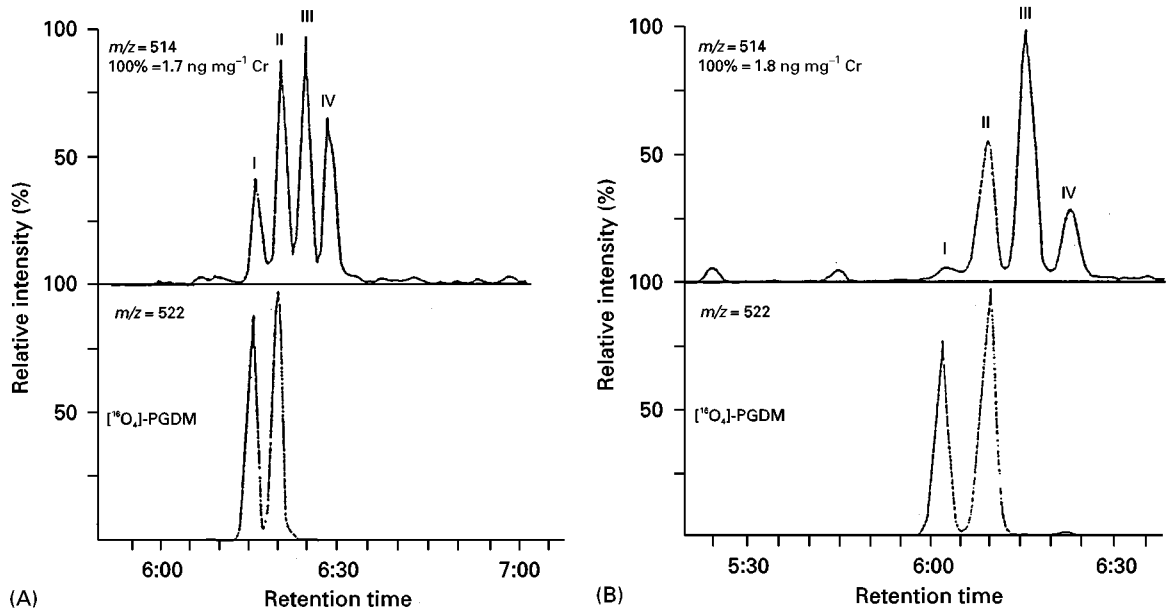 100
III
II
m/z = 514
100% = 1.7 ng mg⁻¹ Cr
IV
50
I
Relative intensity (%)
100
m/z = 522
50
[¹⁸O₄]-PGDM
6:00
6:30
7:00
(A)
Retention time
100
III
m/z = 514
100% = 1.8 ng mg⁻¹ Cr
II
50
IV
I
Relative intensity (%)
100
m/z = 522
50
[¹⁸O₄]-PGDM
5:30
6:00
6:30
(B)
Retention time